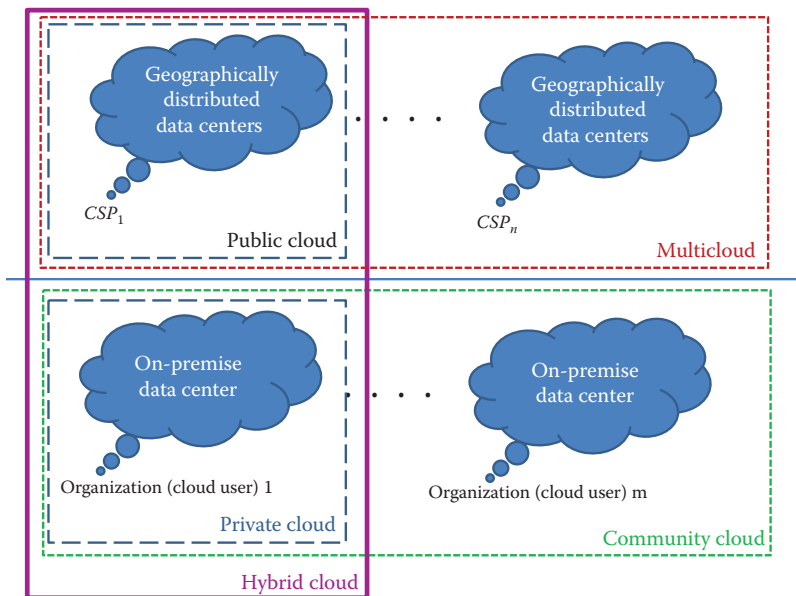 Geographically
distributed
data centers
CSP₁
Public cloud
Geographically
distributed
data centers
CSPₙ
Multicloud
On-premise
data center
Organization (cloud user) 1
Private cloud
On-premise
data center
Organization (cloud user) m
Community cloud
Hybrid cloud